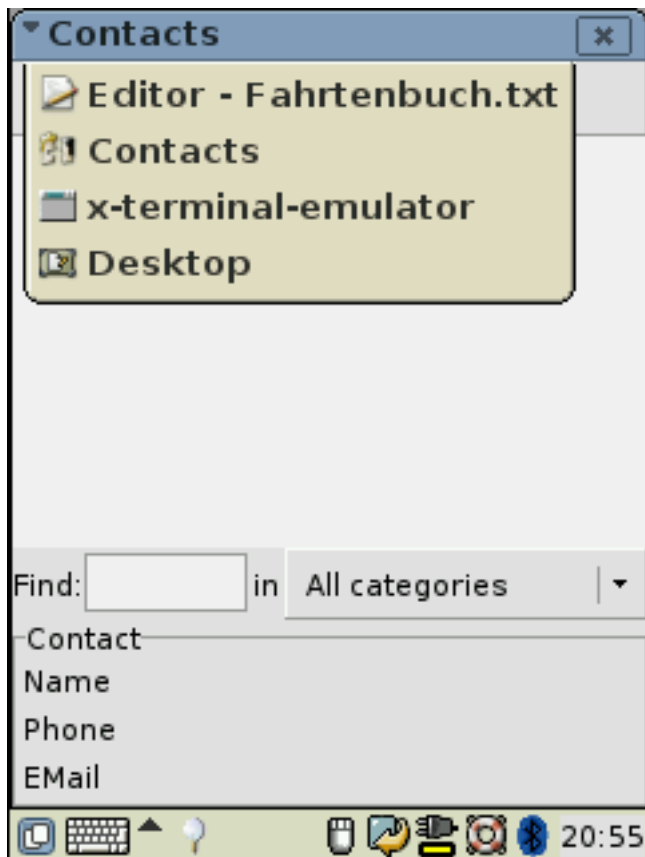 Contacts
Editor - Fahrtenbuch.txt
Contacts
x-terminal-emulator
Desktop
Find: in All categories
Contact
Name
Phone
EMail
20:55